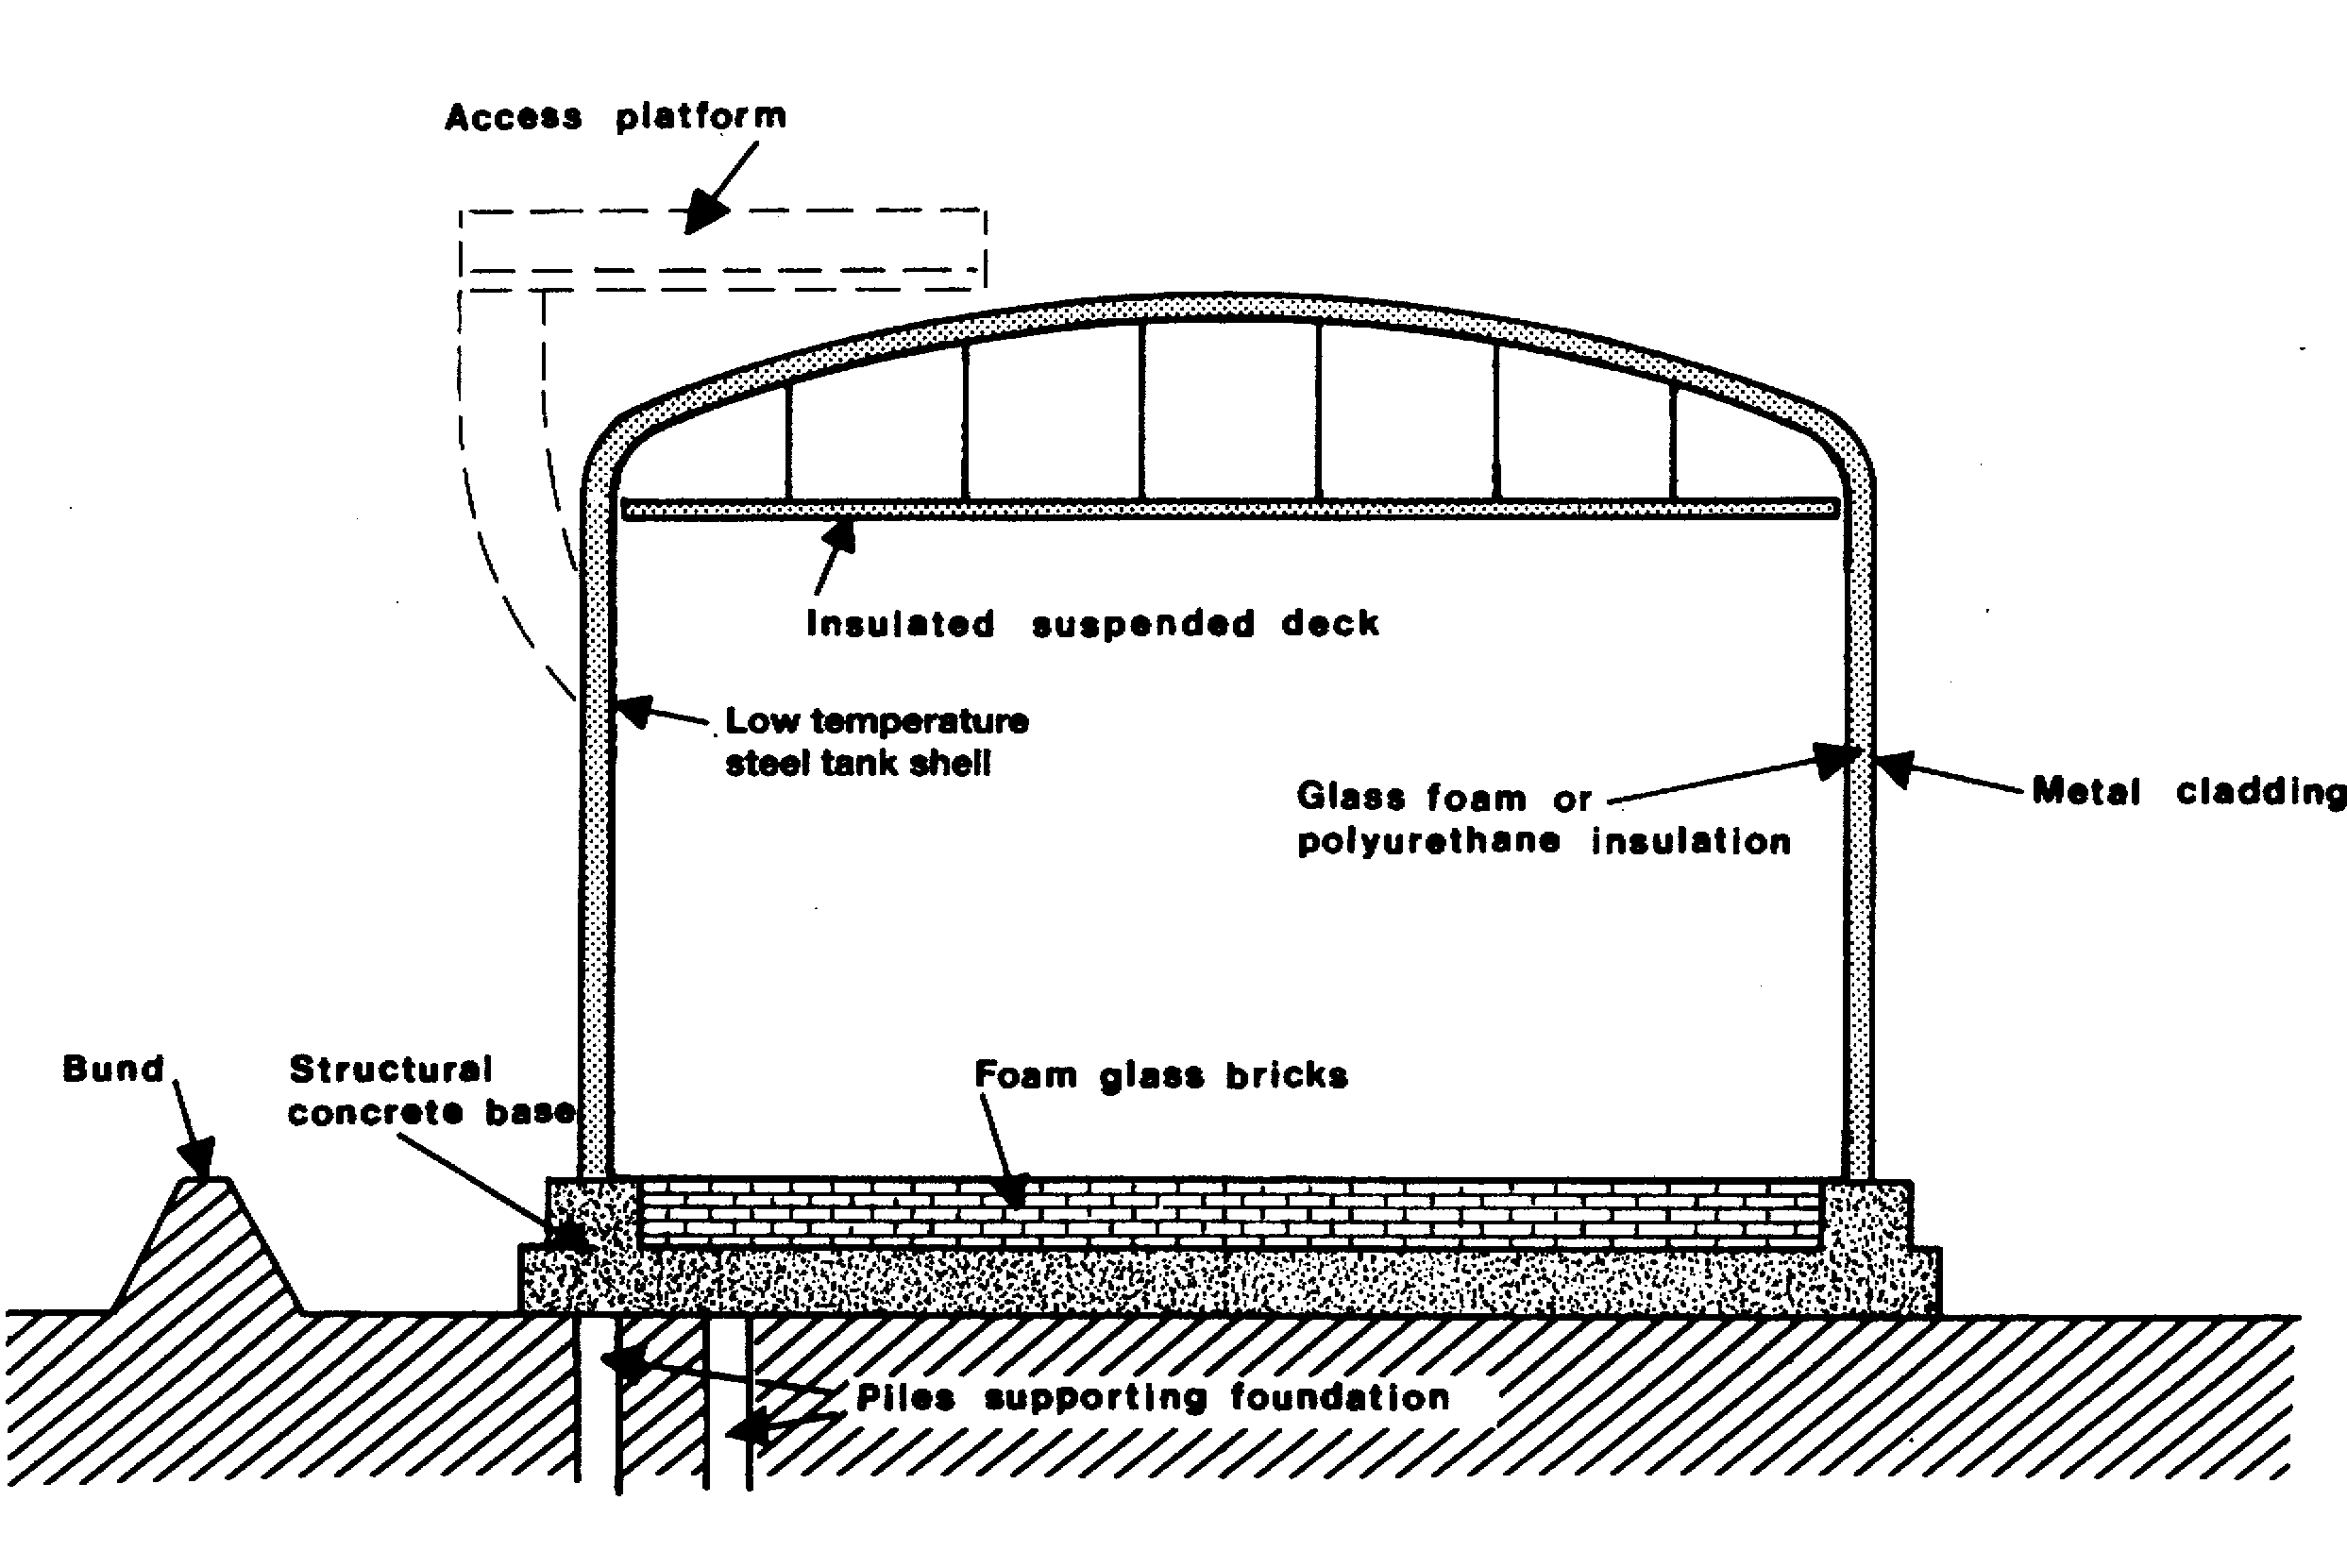 Access platform
Insulated suspended deck
Low temperature
steel tank shell
Glass foam or
polyurethane insulation
Metal cladding
Bund
Structural
concrete base
Foam glass bricks
Piles supporting foundation